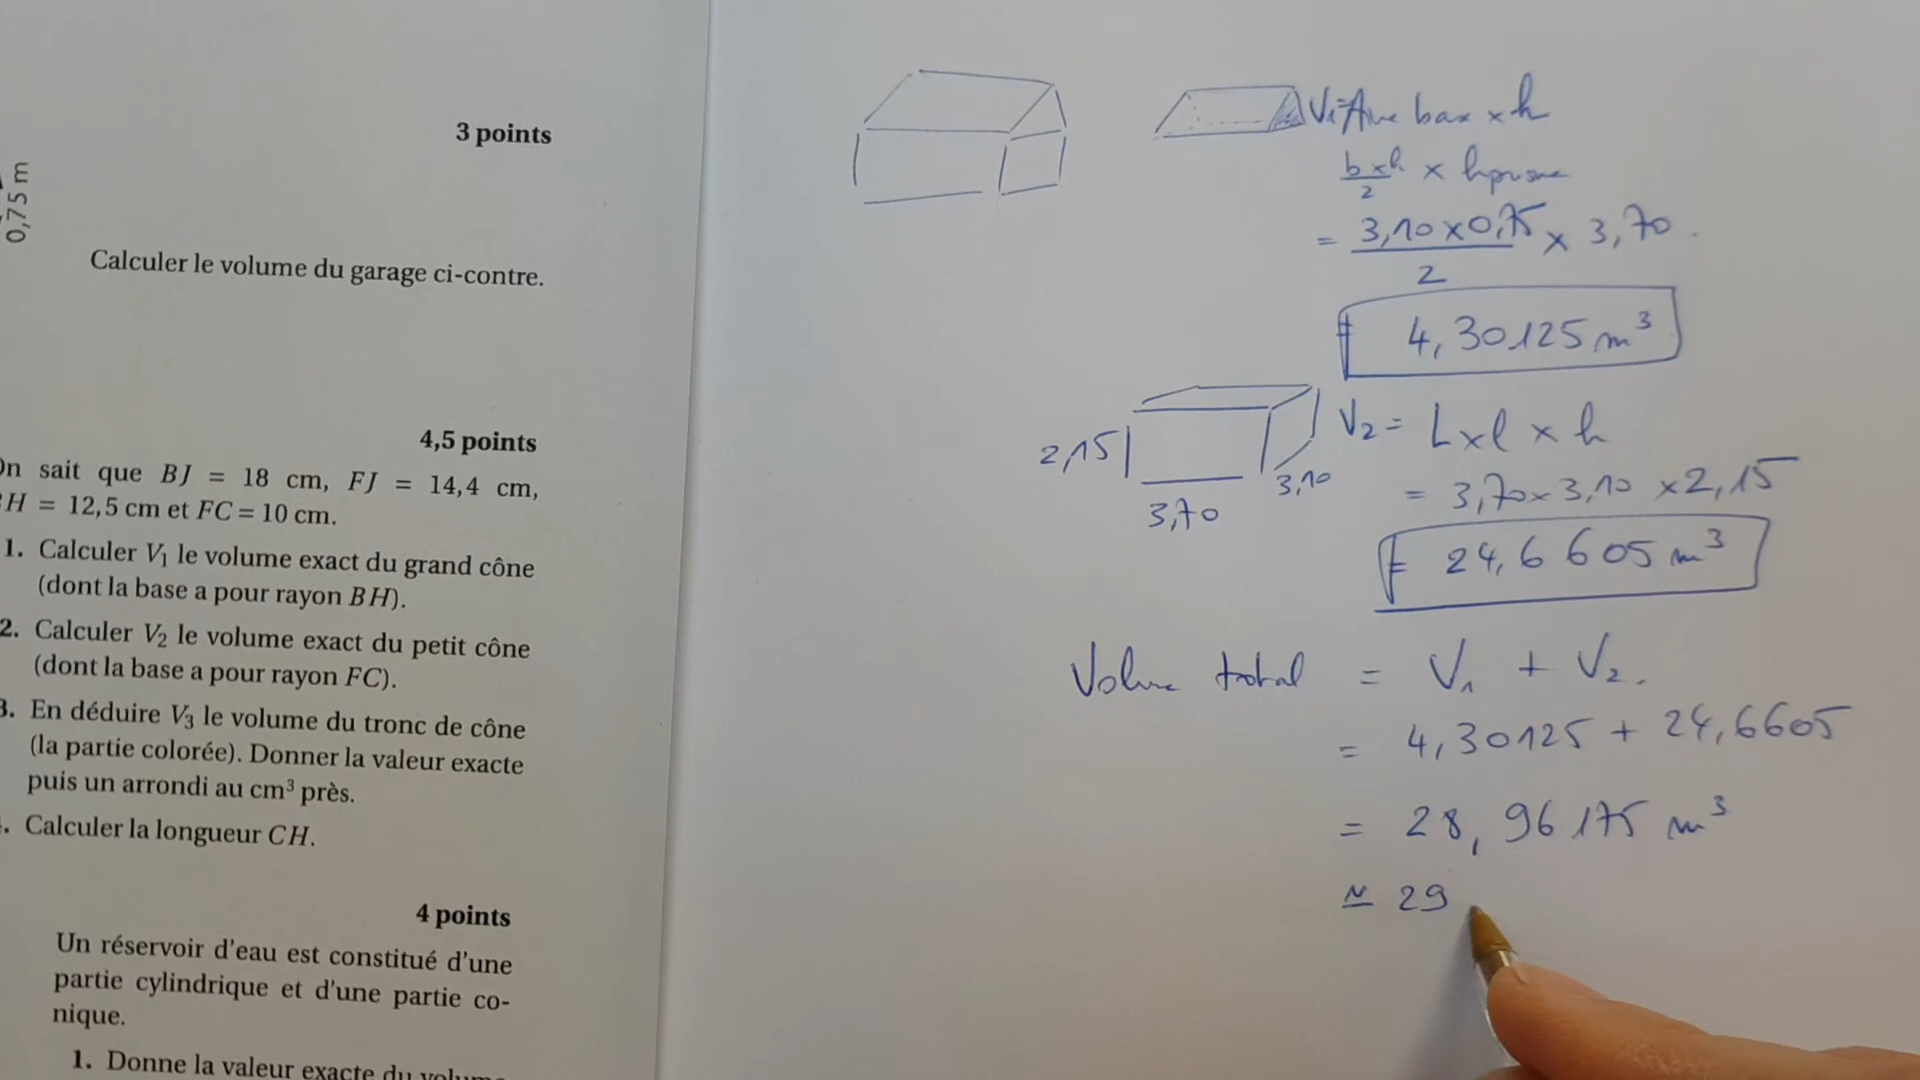 3 points
0,75 m
Calculer le volume du garage ci-contre.
4,5 points
On sait que BJ = 18 cm, FJ = 14,4 cm,
BH = 12,5 cm et FC = 10 cm.
1. Calculer V₁ le volume exact du grand cône
(dont la base a pour rayon BH).
2. Calculer V₂ le volume exact du petit cône
(dont la base a pour rayon FC).
3. En déduire V₃ le volume du tronc de cône
(la partie colorée). Donner la valeur exacte
puis un arrondi au cm³ près.
. Calculer la longueur CH.
4 points
Un réservoir d'eau est constitué d'une
partie cylindrique et d'une partie co-
nique.
1. Donne la valeur exacte du volume
V₁ = Aire base × h
b × h / 2 × hprisme
= 3,10 × 0,75 / 2 × 3,70
= 4,30125 m³
2,15
3,70
3,10
V₂ = L × l × h
= 3,70 × 3,10 × 2,15
= 24,6605 m³
Volume total = V₁ + V₂.
= 4,30125 + 24,6605
= 28,96175 m³
≃ 29